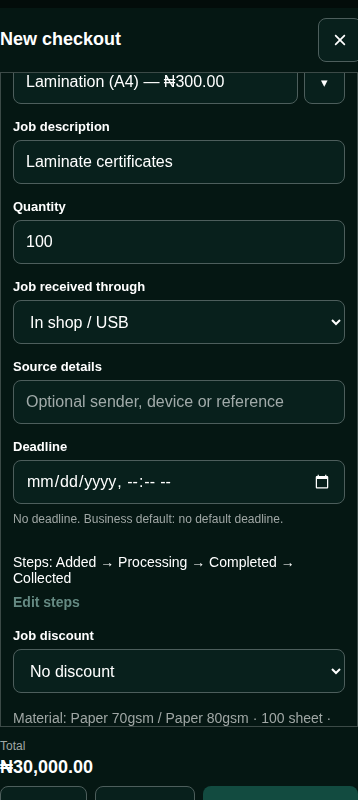 New checkout
×
Lamination (A4) — ₦300.00
▼
Job description
Laminate certificates
Quantity
100
Job received through
In shop / USB
Source details
Optional sender, device or reference
Deadline
mm/dd/yyyy, --:-- --
No deadline. Business default: no default deadline.
Steps: Added → Processing → Completed →
Collected
Edit steps
Job discount
No discount
Material: Paper 70gsm / Paper 80gsm · 100 sheet ·
Total
₦30,000.00